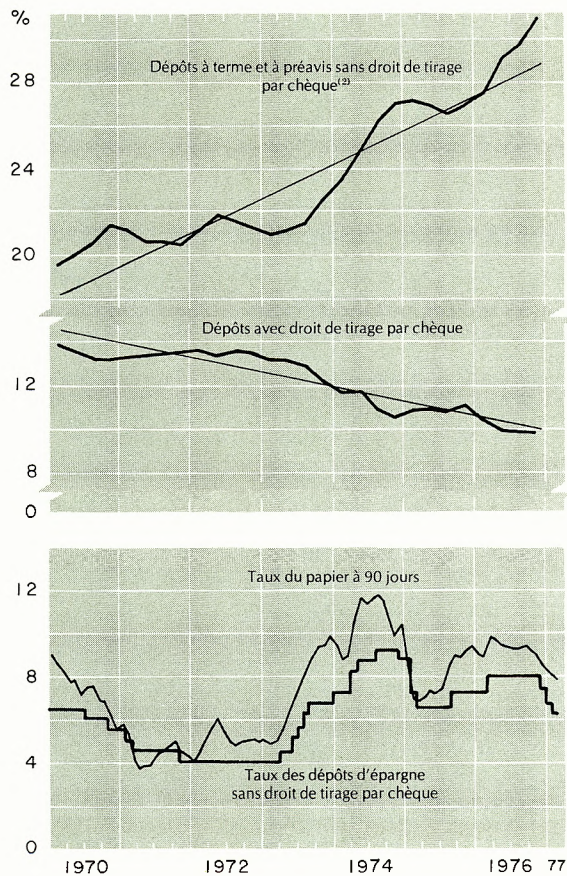 %
Dépôts à terme et à préavis sans droit de tirage
par chèque(2)
28
24
20
Dépôts avec droit de tirage par chèque
12
8
0
12
Taux du papier à 90 jours
8
4
Taux des dépôts d'épargne
sans droit de tirage par chèque
0
1970 1972 1974 1976 77